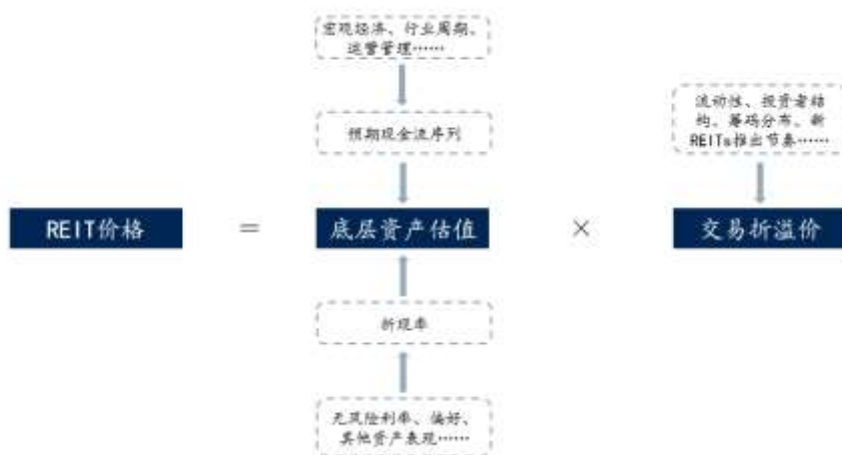 宏观经济、行业周期、
运营管理……
预期现金流序列
流动性、投资者结
构、筹码分布、新
REITs推出节奏……
REIT价格
=
底层资产估值
×
交易折溢价
折现率
无风险利率、偏好、
其他资产表现……